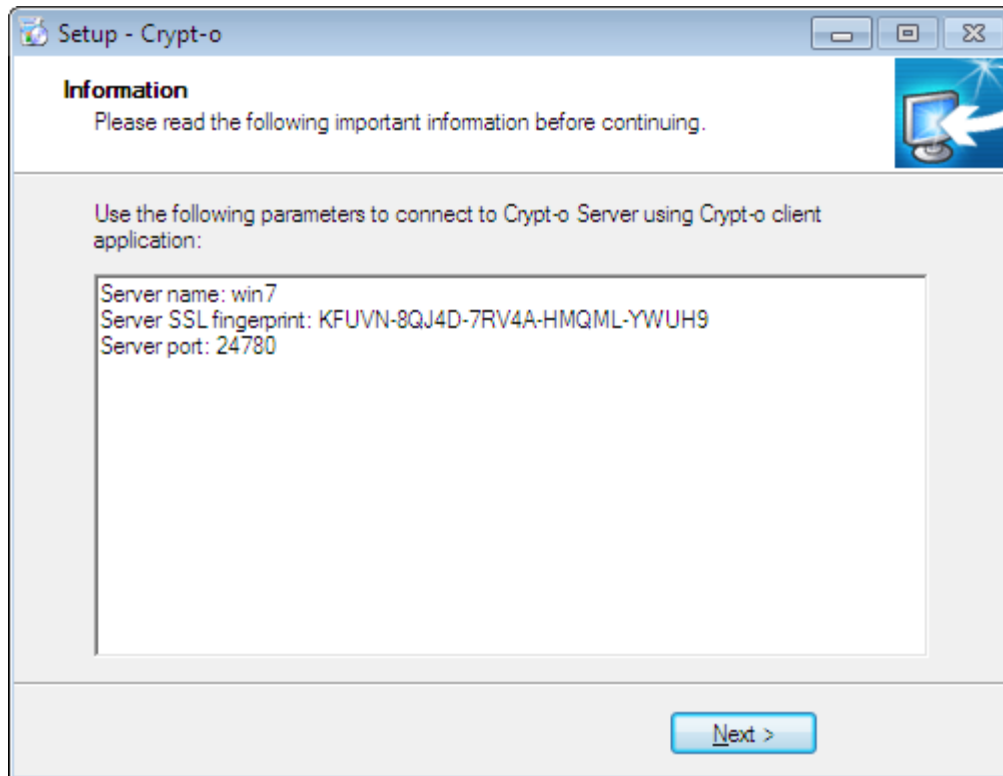 Setup - Crypt-o
Information
Please read the following important information before continuing.
Use the following parameters to connect to Crypt-o Server using Crypt-o client
application:
Server name: win7
Server SSL fingerprint: KFUVN-8QJ4D-7RV4A-HMQML-YWUH9
Server port: 24780
Next >